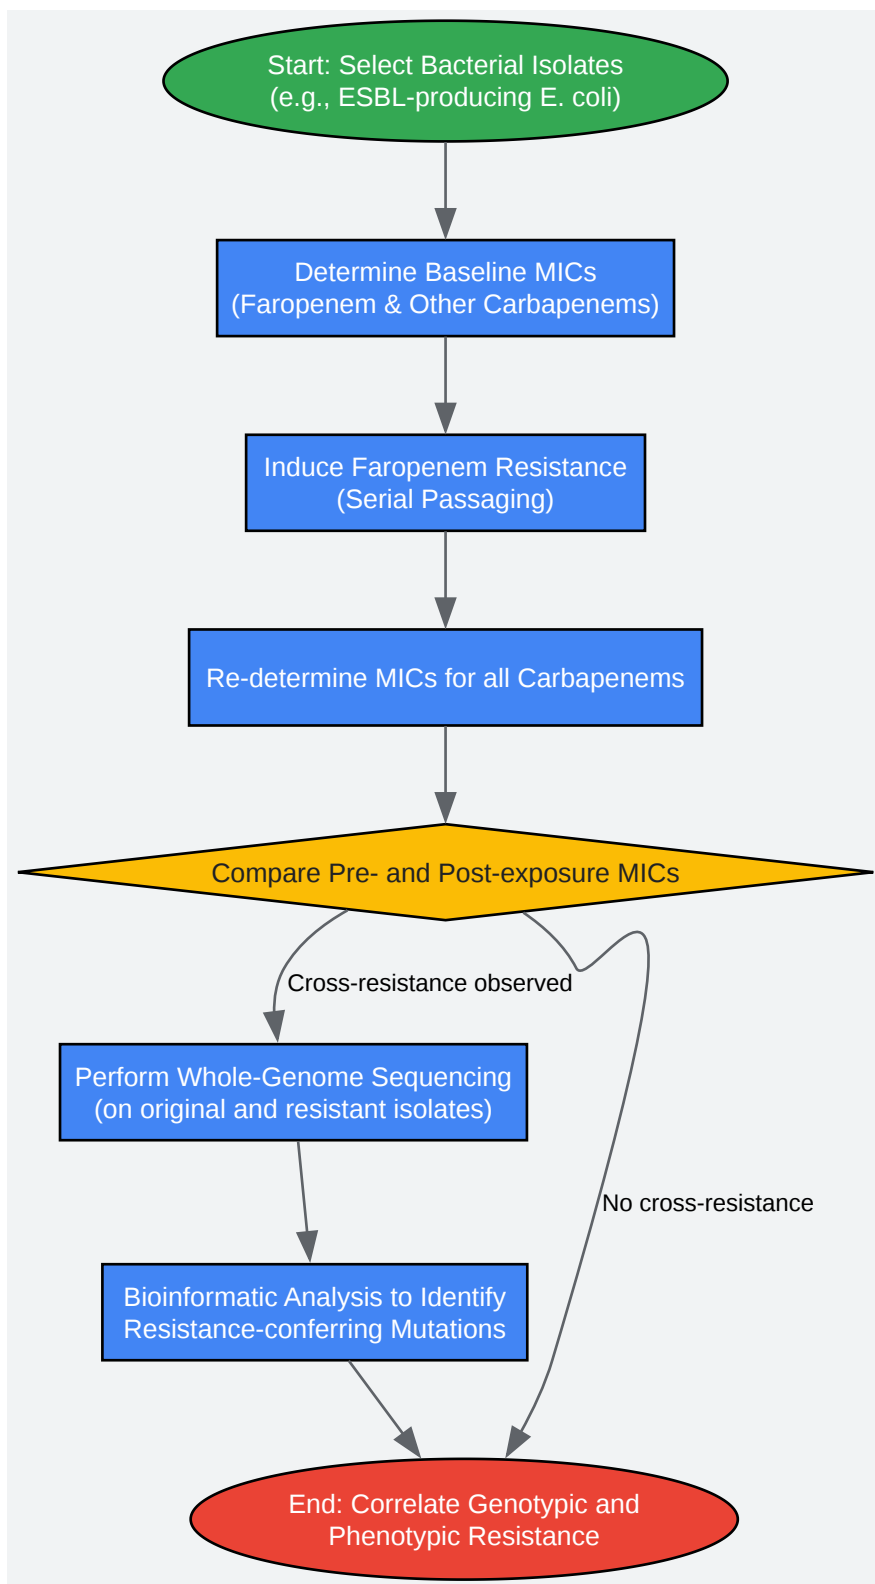 Start: Select Bacterial Isolates
(e.g., ESBL-producing E. coli)
Determine Baseline MICs
(Faropenem & Other Carbapenems)
Induce Faropenem Resistance
(Serial Passaging)
Re-determine MICs for all Carbapenems
Compare Pre- and Post-exposure MICs
Cross-resistance observed
Perform Whole-Genome Sequencing
(on original and resistant isolates)
No cross-resistance
Bioinformatic Analysis to Identify
Resistance-conferring Mutations
End: Correlate Genotypic and
Phenotypic Resistance